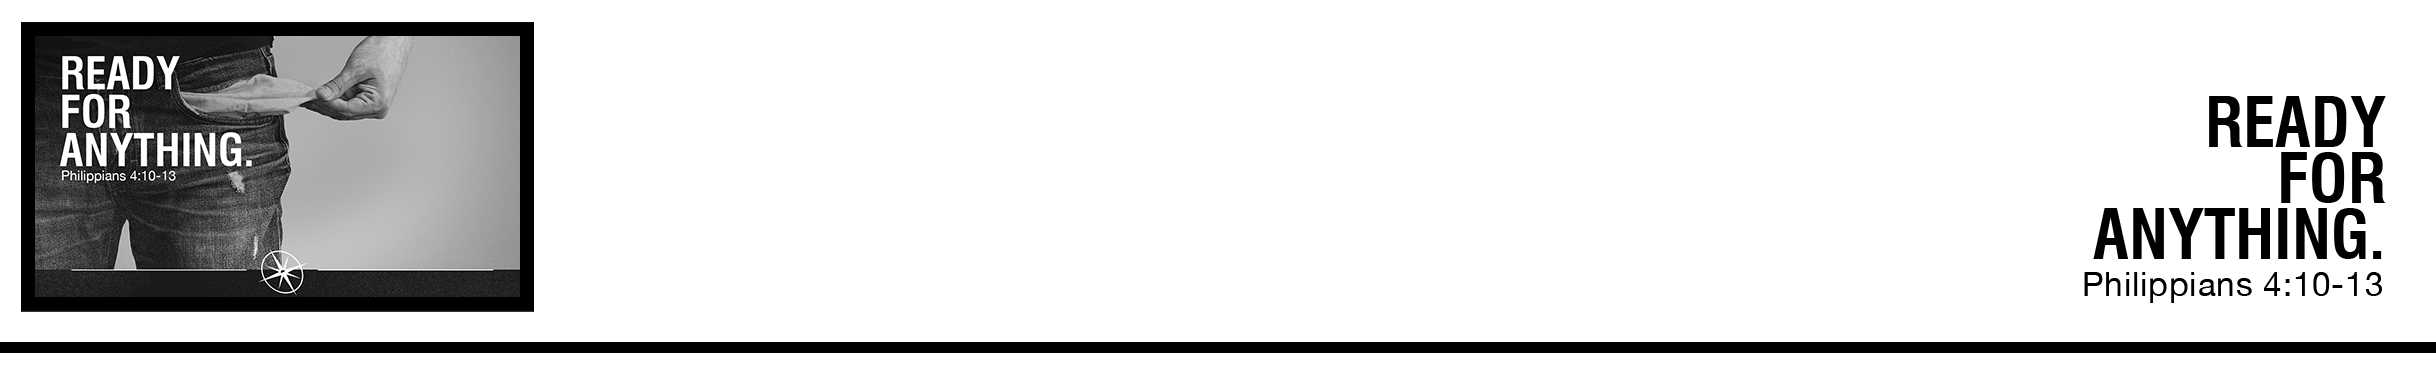 READY
FOR
ANYTHING.
Philippians 4:10-13
READY
FOR
ANYTHING.
Philippians 4:10-13